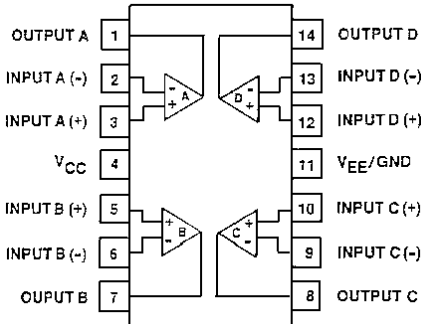 OUTPUT A 1 14 OUTPUT D
INPUT A (-) 2 - - 13 INPUT D (-)
A D
INPUT A (+) 3 + + 12 INPUT D (+)
VCC 4 11 VEE/GND
INPUT B (+) 5 + + 10 INPUT C (+)
B C
INPUT B (-) 6 - - 9 INPUT C (-)
OUPUT B 7 8 OUTPUT C